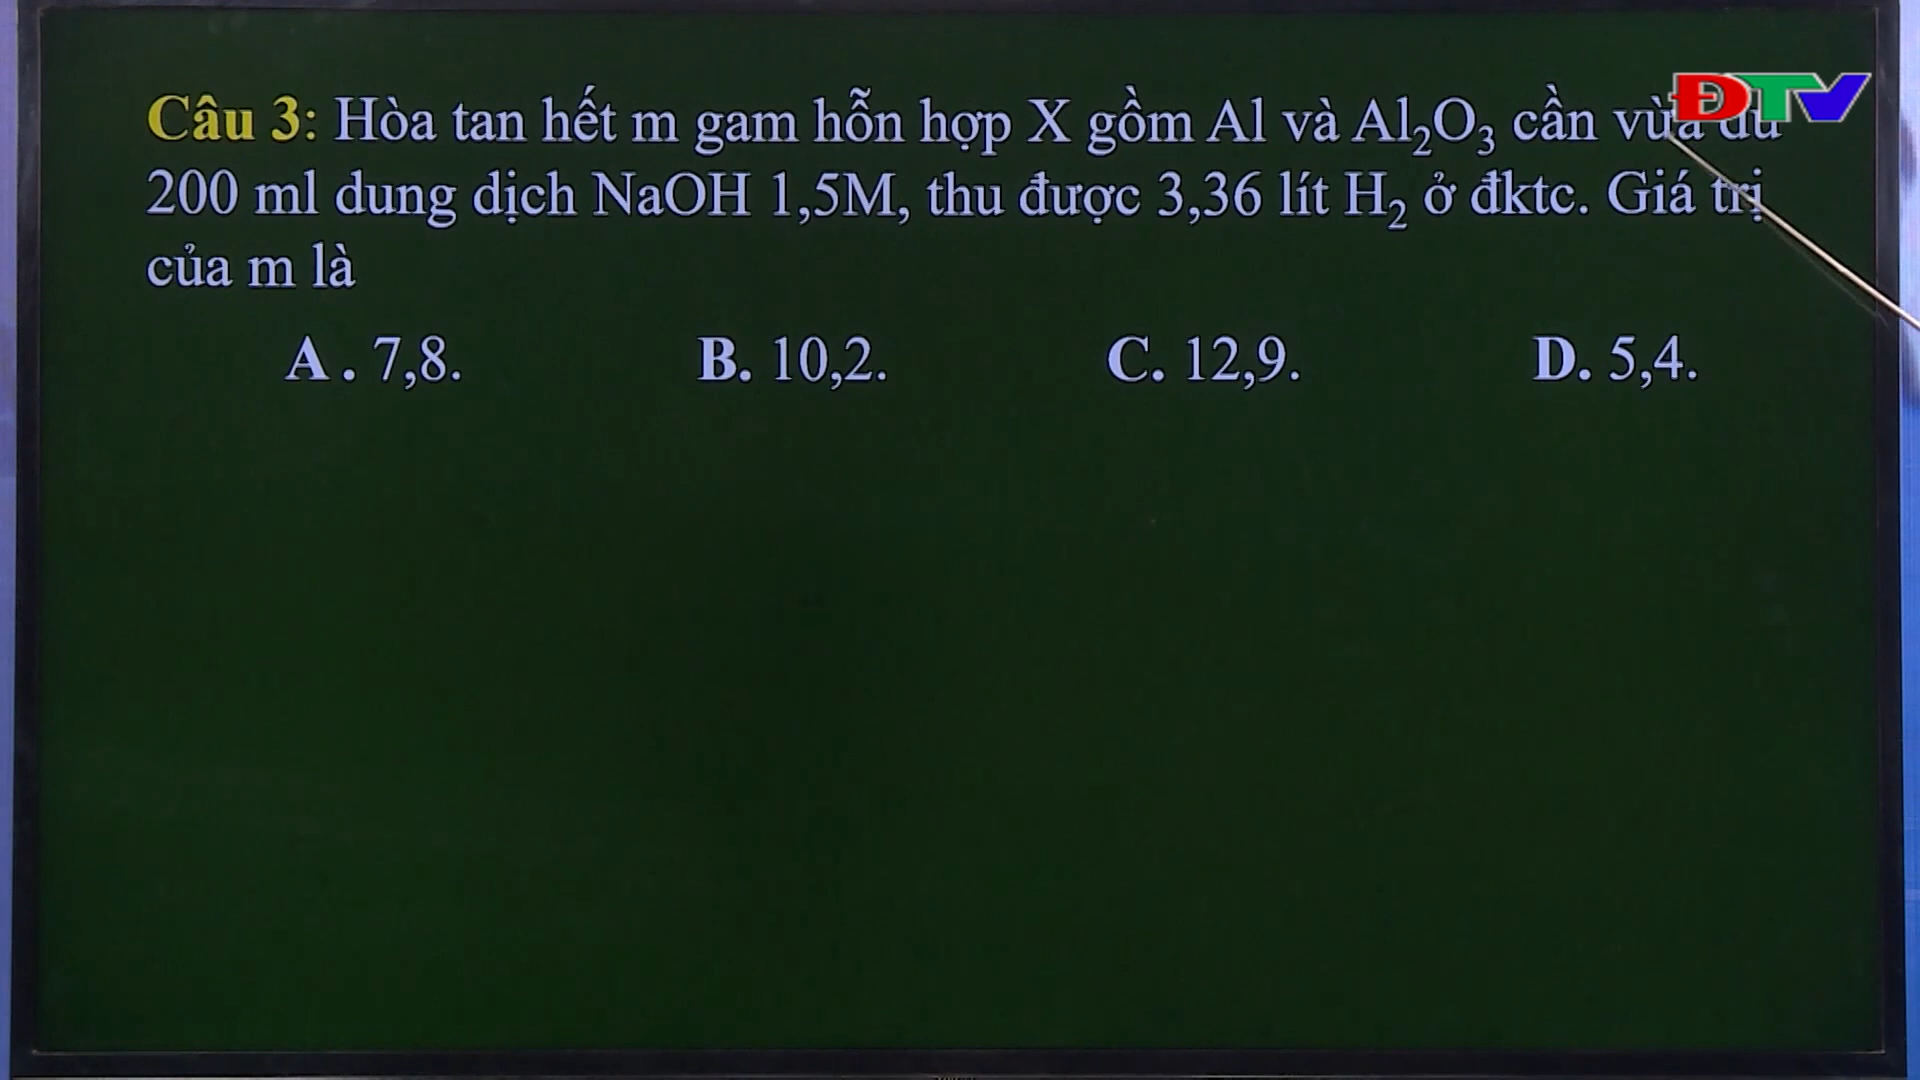 Câu 3: Hòa tan hết m gam hỗn hợp X gồm Al và Al₂O₃ cần vừa đủ
ĐTV
200 ml dung dịch NaOH 1,5M, thu được 3,36 lít H₂ ở đktc. Giá trị
của m là
A . 7,8. B. 10,2. C. 12,9. D. 5,4.